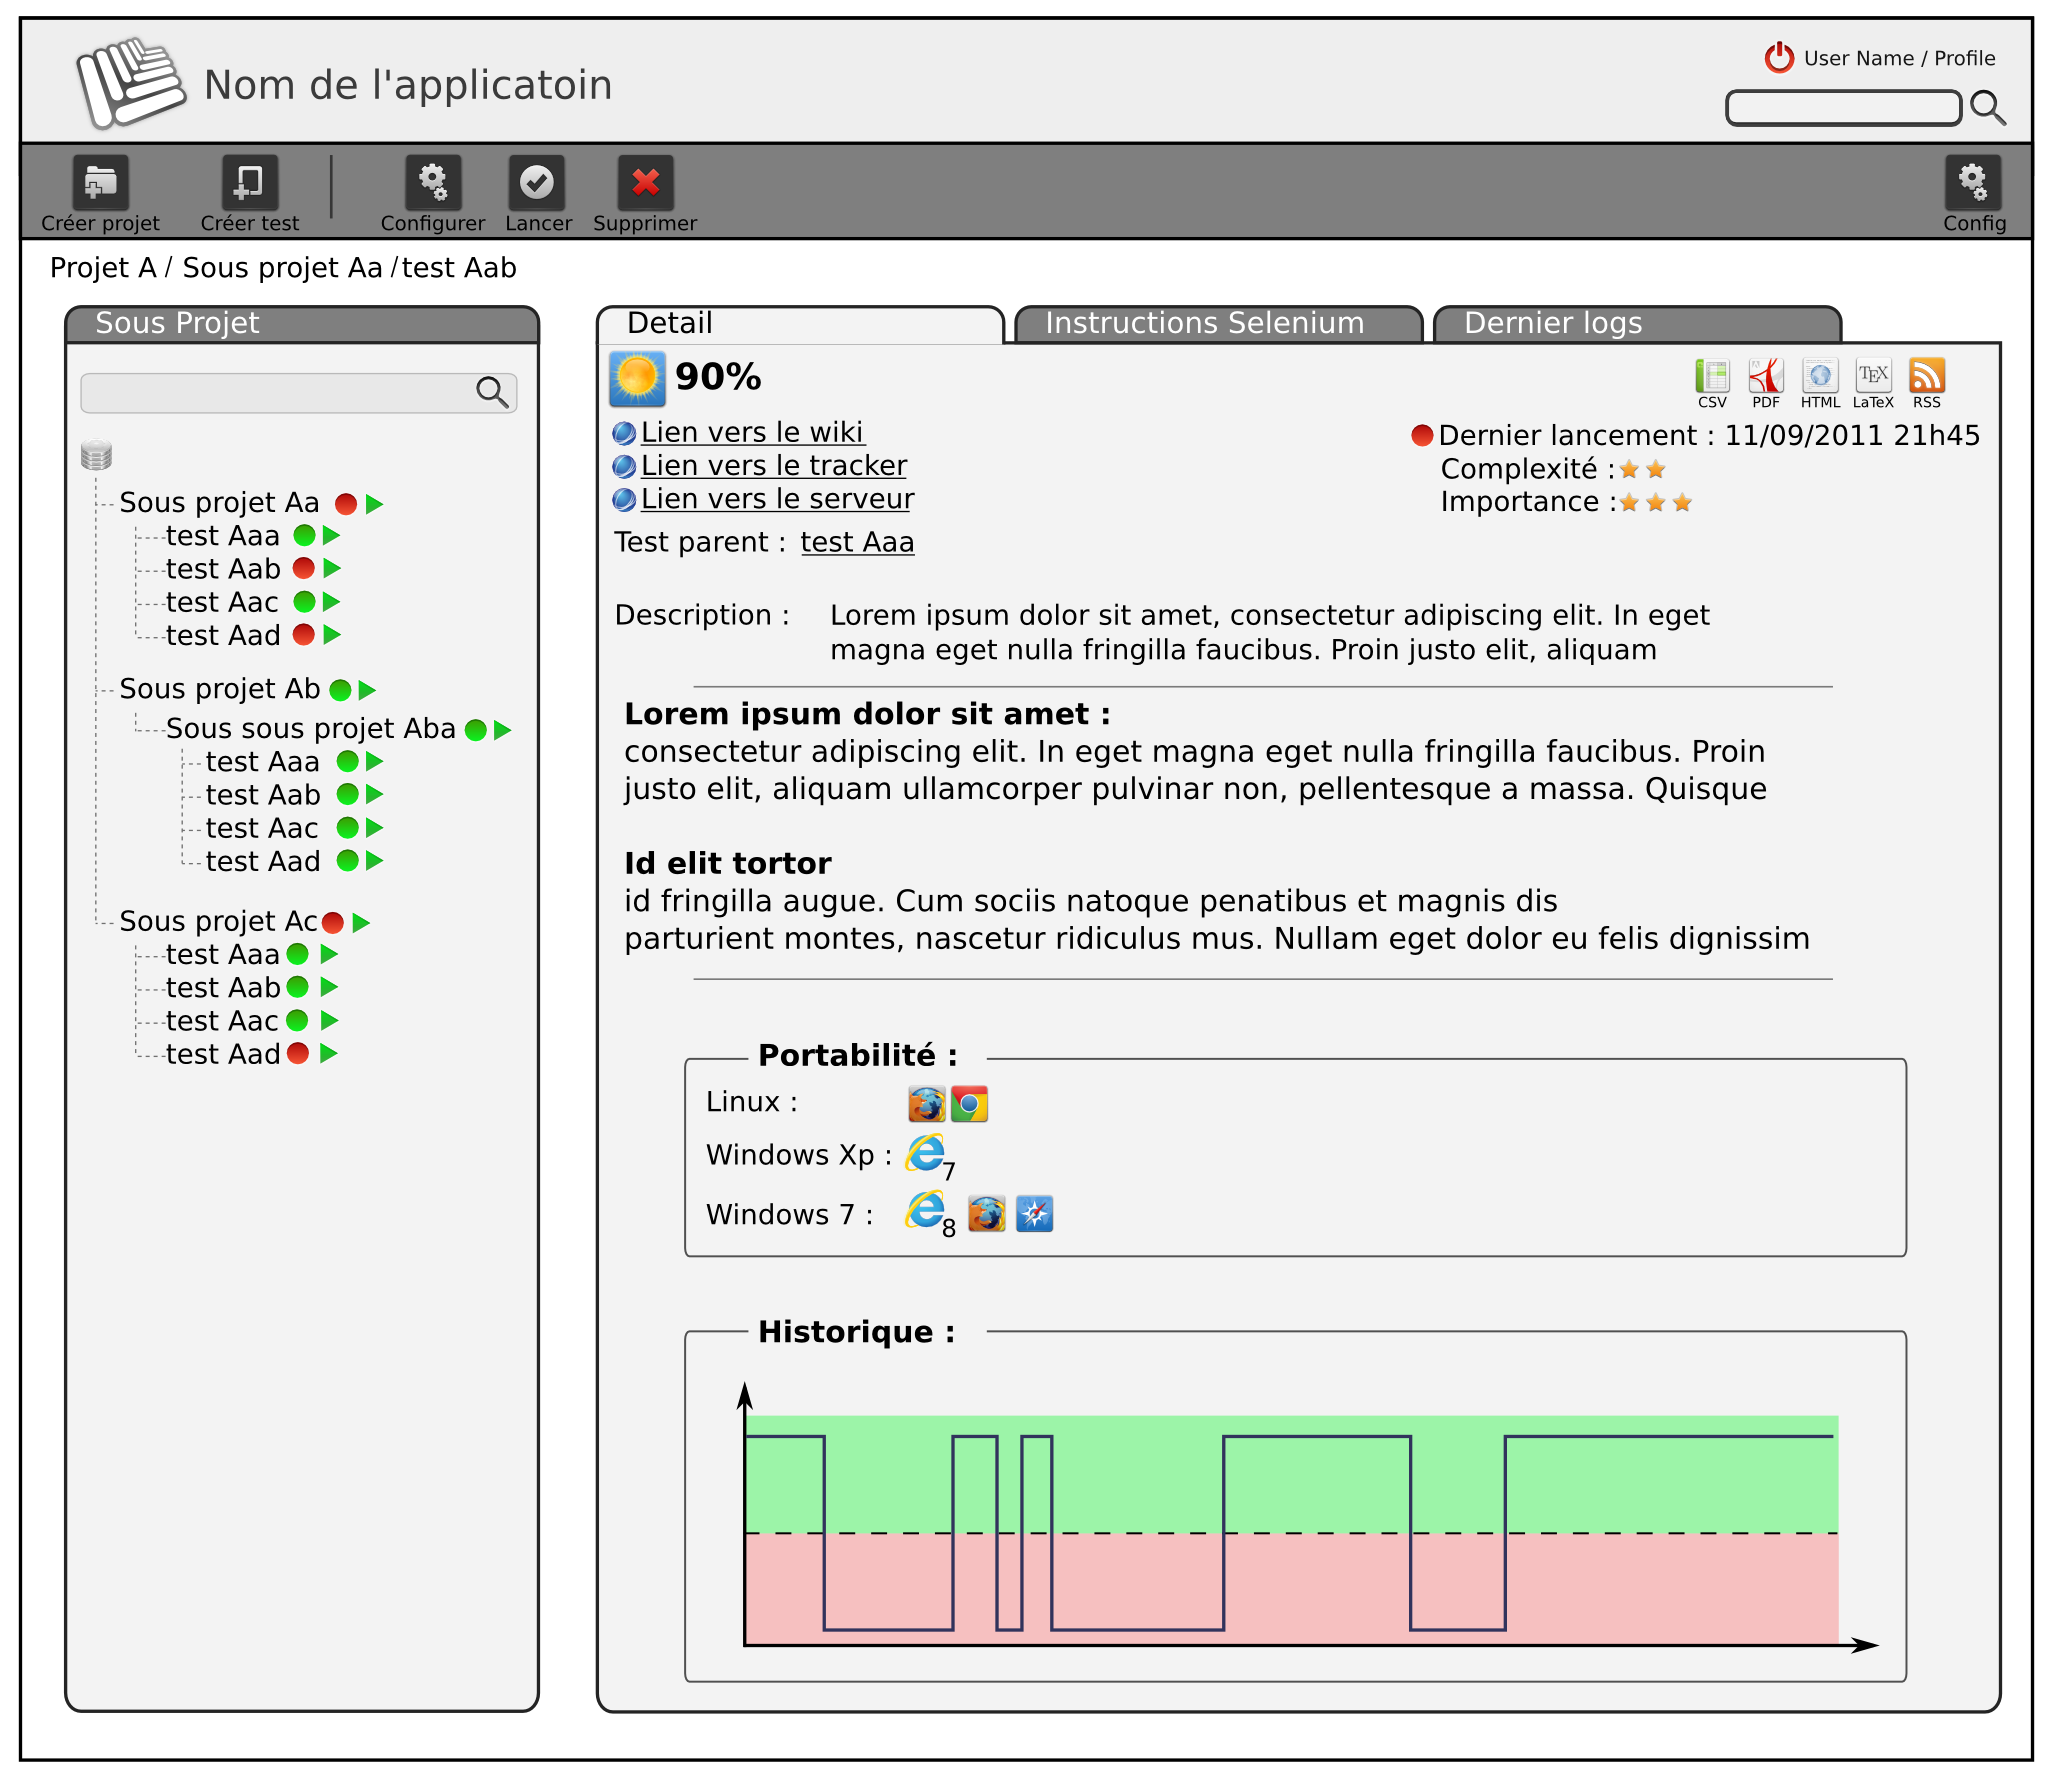 Nom de l'applicatoin
User Name / Profile
Créer projet
Créer test
Configurer
Lancer
Supprimer
Config
Projet A / Sous projet Aa / test Aab
Sous Projet
Sous projet Aa
test Aaa
test Aab
test Aac
test Aad
Sous projet Ab
Sous sous projet Aba
test Aaa
test Aab
test Aac
test Aad
Sous projet Ac
test Aaa
test Aab
test Aac
test Aad
Detail
Instructions Selenium
Dernier logs
90%
CSV
PDF
HTML
TEX
LaTeX
RSS
Lien vers le wiki
Lien vers le tracker
Lien vers le serveur
Dernier lancement : 11/09/2011 21h45
Complexité :
Importance :
Test parent : test Aaa
Description : Lorem ipsum dolor sit amet, consectetur adipiscing elit. In eget
magna eget nulla fringilla faucibus. Proin justo elit, aliquam
Lorem ipsum dolor sit amet :
consectetur adipiscing elit. In eget magna eget nulla fringilla faucibus. Proin
justo elit, aliquam ullamcorper pulvinar non, pellentesque a massa. Quisque
Id elit tortor
id fringilla augue. Cum sociis natoque penatibus et magnis dis
parturient montes, nascetur ridiculus mus. Nullam eget dolor eu felis dignissim
Portabilité :
Linux :
Windows Xp : 7
Windows 7 : 8
Historique :